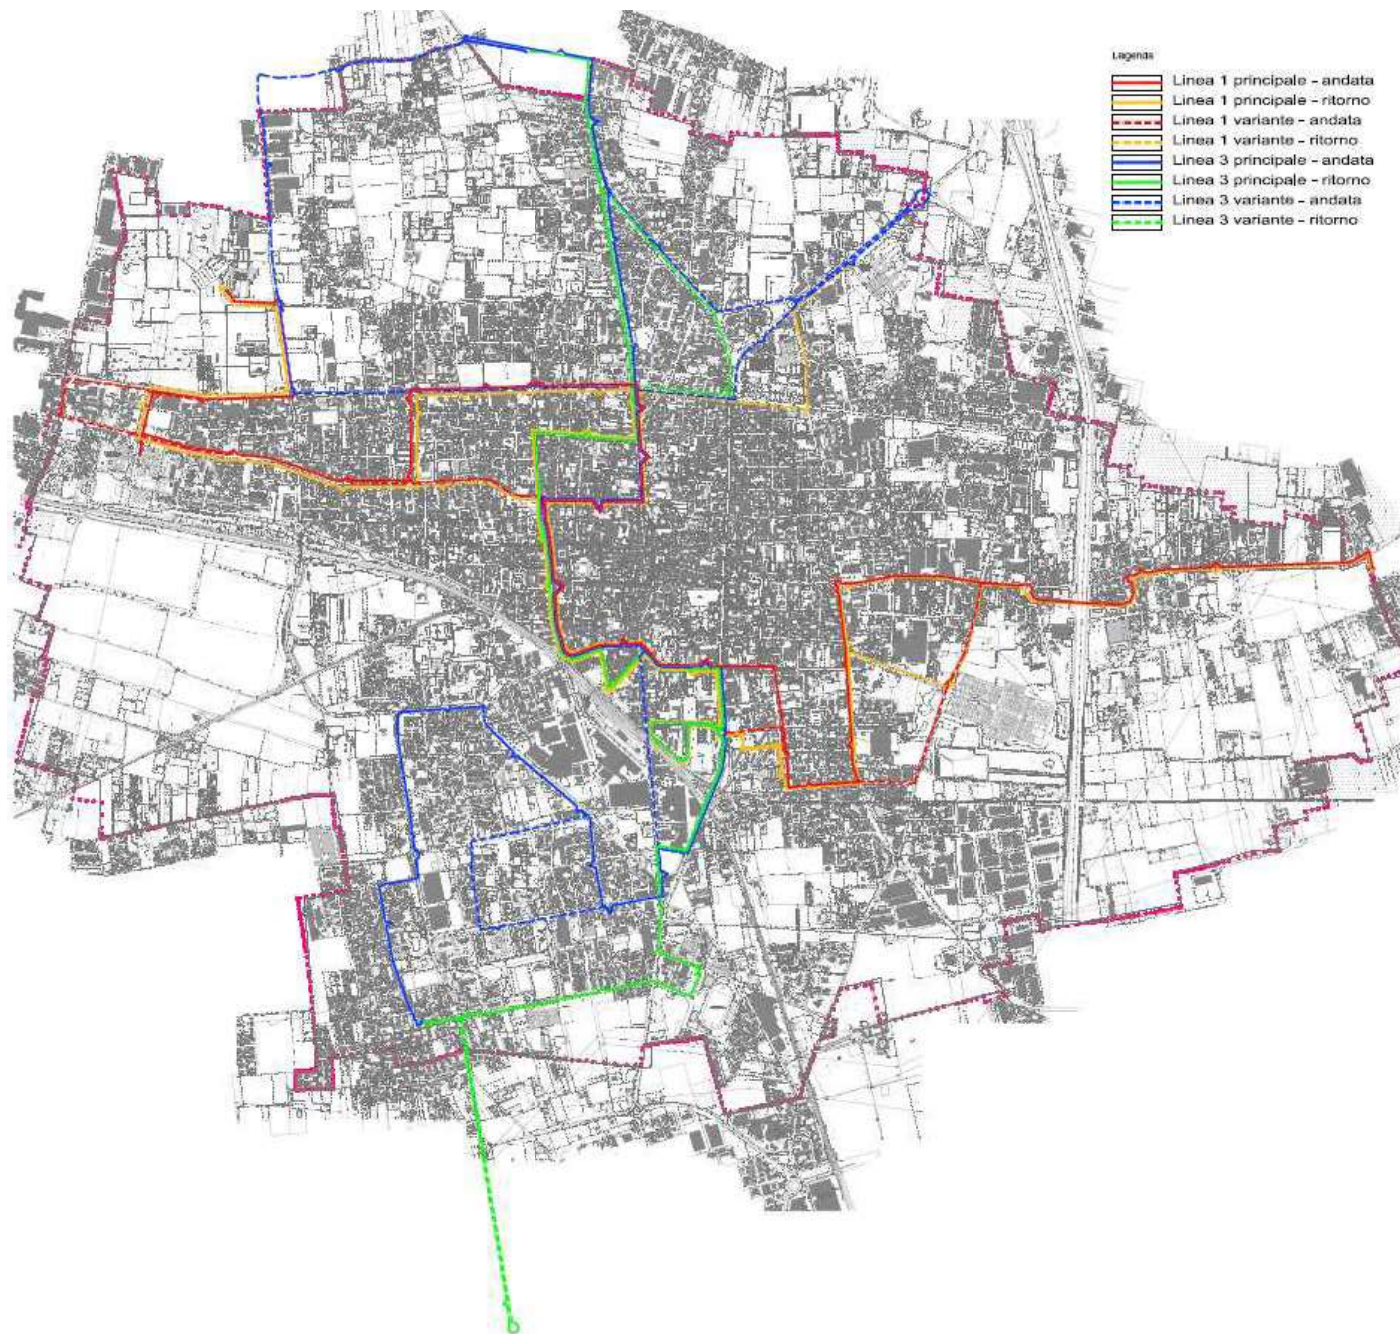 Legenda
Linea 1 principale - andata
Linea 1 principale - ritorno
Linea 1 variante - andata
Linea 1 variante - ritorno
Linea 3 principale - andata
Linea 3 principale - ritorno
Linea 3 variante - andata
Linea 3 variante - ritorno